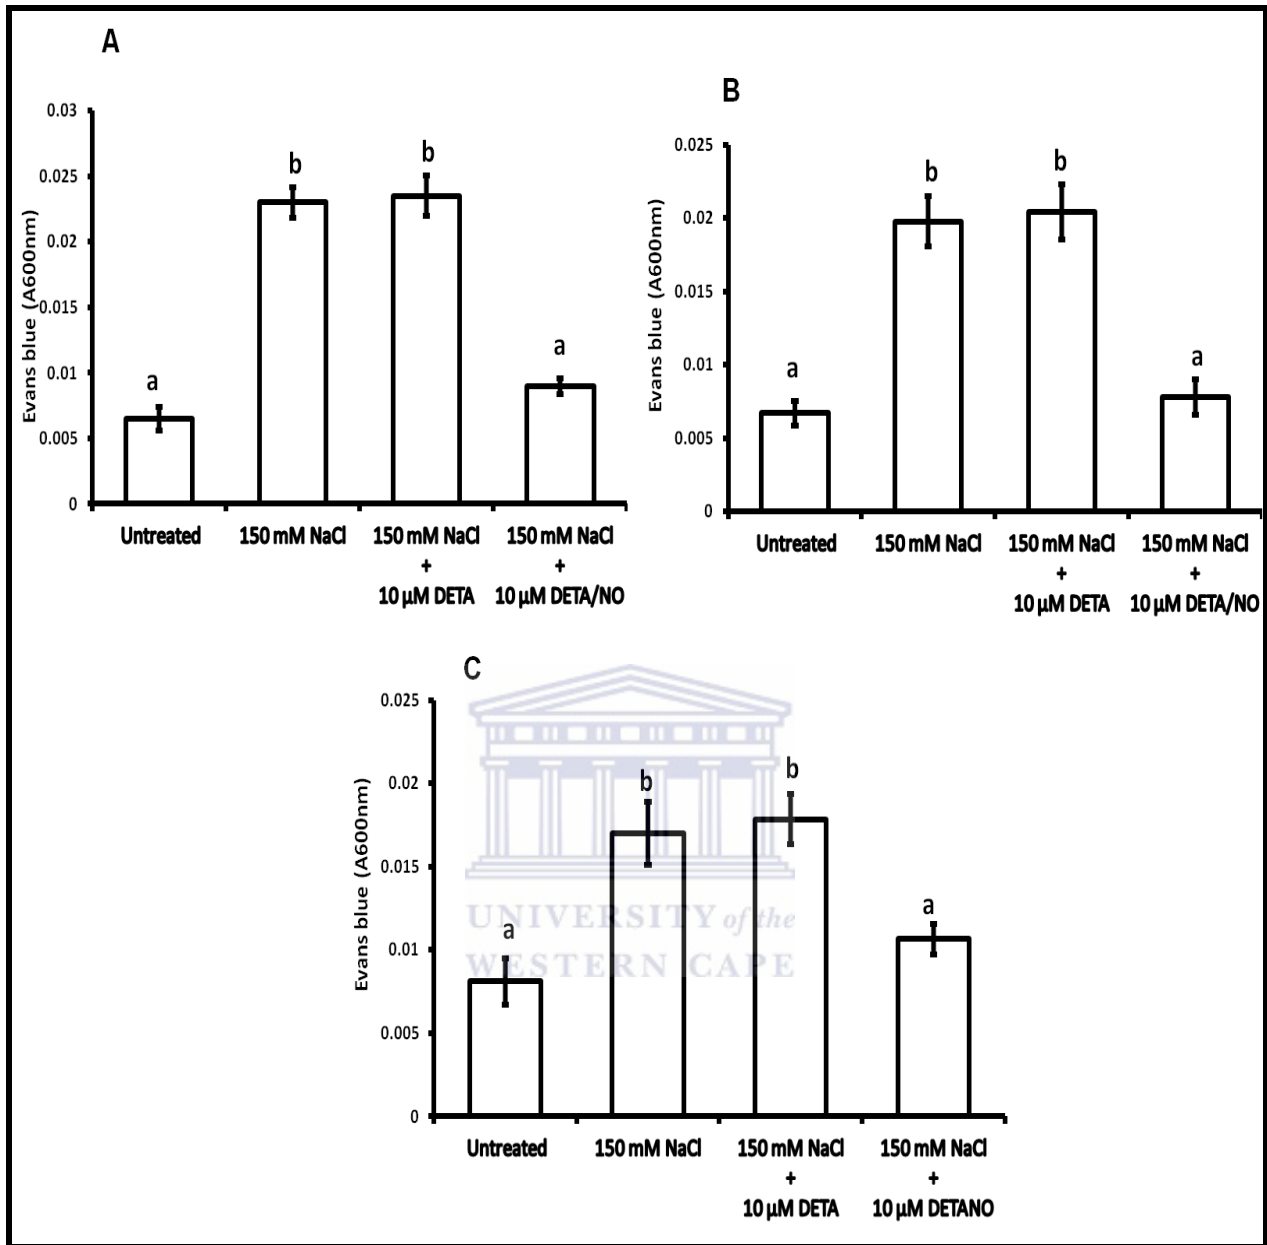 A
0.03
0.025
0.02
0.015
0.01
0.005
0
Evans blue (A600nm)
a
b
b
a
Untreated
150 mM NaCl
150 mM NaCl
+
10 µM DETA
150 mM NaCl
+
10 µM DETA/NO
B
0.025
0.02
0.015
0.01
0.005
0
Evans blue (A600nm)
a
b
b
a
Untreated
150 mM NaCl
150 mM NaCl
+
10 µM DETA
150 mM NaCl
+
10 µM DETA/NO
C
0.025
0.02
0.015
0.01
0.005
0
Evans blue (A600nm)
a
b
b
a
UNIVERSITY of the
WESTERN CAPE
Untreated
150 mM NaCl
150 mM NaCl
+
10 µM DETA
150 mM NaCl
+
10 µM DETANO